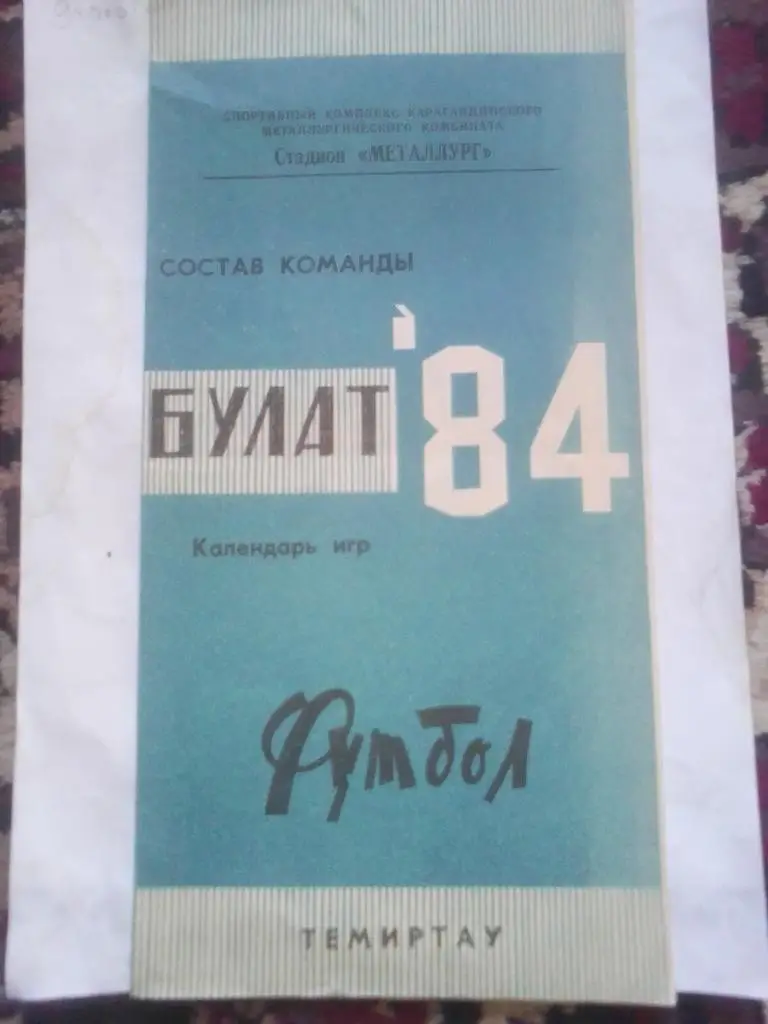 СПОРТИВНЫЙ КОМПЛЕКС КАРАГАНДИНСКОГО
МЕТАЛЛУРГИЧЕСКОГО КОМБИНАТА
Стадион «МЕТАЛЛУРГ»
СОСТАВ КОМАНДЫ
БУЛАТ '84
Календарь игр
Футбол
ТЕМИРТАУ